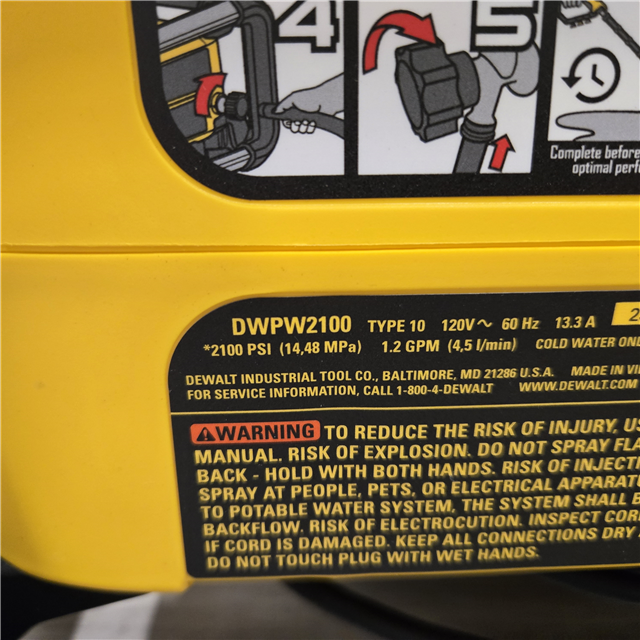 4
5
Complete before
optimal perf
DWPW2100 TYPE 10 120V~ 60 Hz 13.3 A 2
*2100 PSI (14,48 MPa) 1.2 GPM (4,5 l/min) COLD WATER ONL
DEWALT INDUSTRIAL TOOL CO., BALTIMORE, MD 21286 U.S.A. MADE IN VI
FOR SERVICE INFORMATION, CALL 1-800-4-DEWALT WWW.DEWALT.COM
WARNING TO REDUCE THE RISK OF INJURY, US
MANUAL. RISK OF EXPLOSION. DO NOT SPRAY FLA
BACK - HOLD WITH BOTH HANDS. RISK OF INJECTI
SPRAY AT PEOPLE, PETS, OR ELECTRICAL APPARATU
TO POTABLE WATER SYSTEM, THE SYSTEM SHALL B
BACKFLOW. RISK OF ELECTROCUTION. INSPECT COR
IF CORD IS DAMAGED. KEEP ALL CONNECTIONS DRY A
DO NOT TOUCH PLUG WITH WET HANDS.